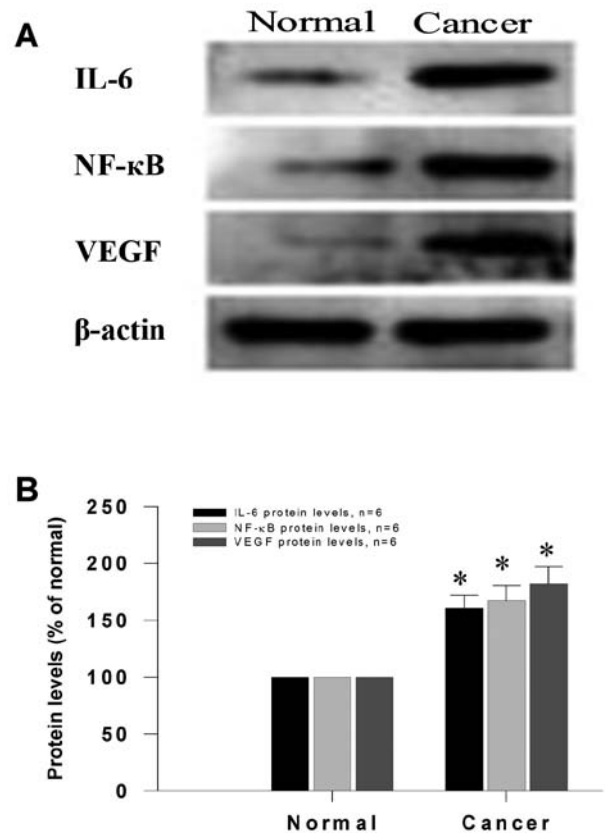 A
Normal Cancer
IL-6
NF-κB
VEGF
β-actin
B
Protein levels (% of normal)
250
200
150
100
50
0
IL-6 protein levels, n=6
NF-κB protein levels, n=6
VEGF protein levels, n=6
* * *
Normal Cancer